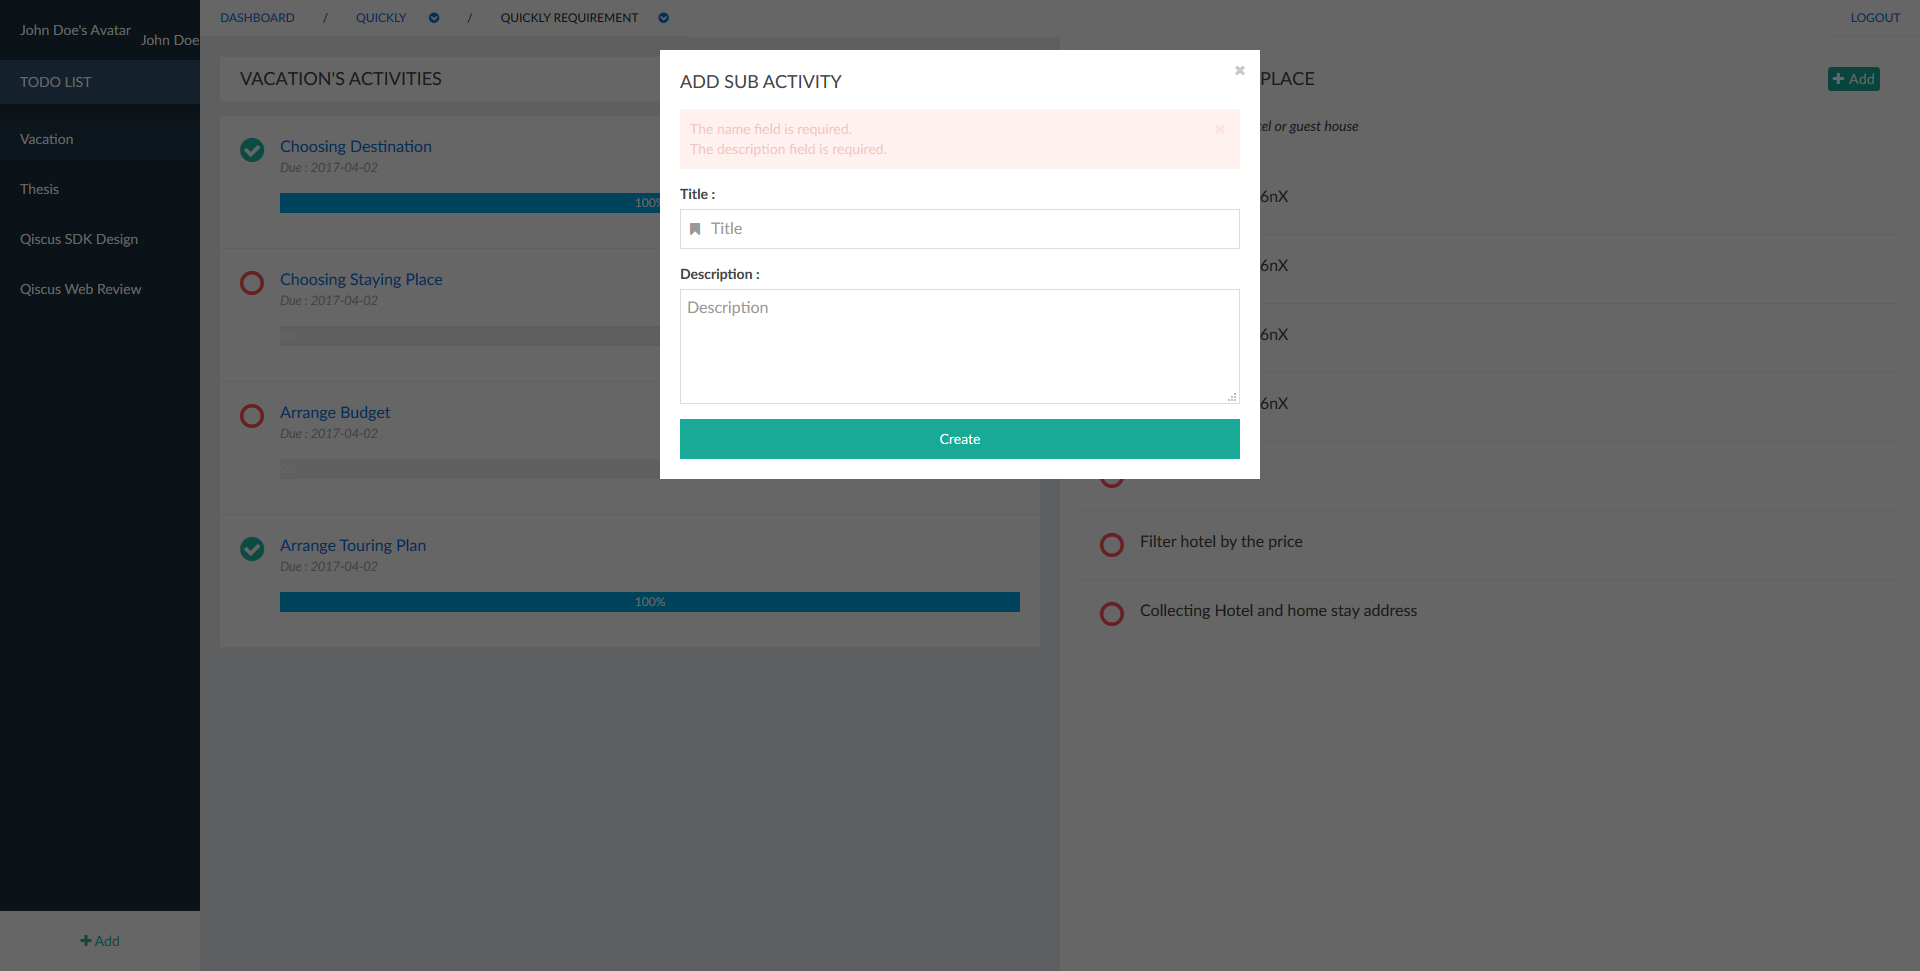 John Doe's Avatar
John Doe
TODO LIST
Vacation
Thesis
Qiscus SDK Design
Qiscus Web Review
Add
DASHBOARD / QUICKLY / QUICKLY REQUIREMENT
LOGOUT
VACATION'S ACTIVITIES
Choosing Destination
Due : 2017-04-02
100%
Choosing Staying Place
Due : 2017-04-02
0%
Arrange Budget
Due : 2017-04-02
0%
Arrange Touring Plan
Due : 2017-04-02
100%
ADD SUB ACTIVITY
The name field is required.
The description field is required.
Title :
Title
Description :
Description
Create
PLACE
Add
or guest house
6nX
6nX
6nX
6nX
Filter hotel by the price
Collecting Hotel and home stay address